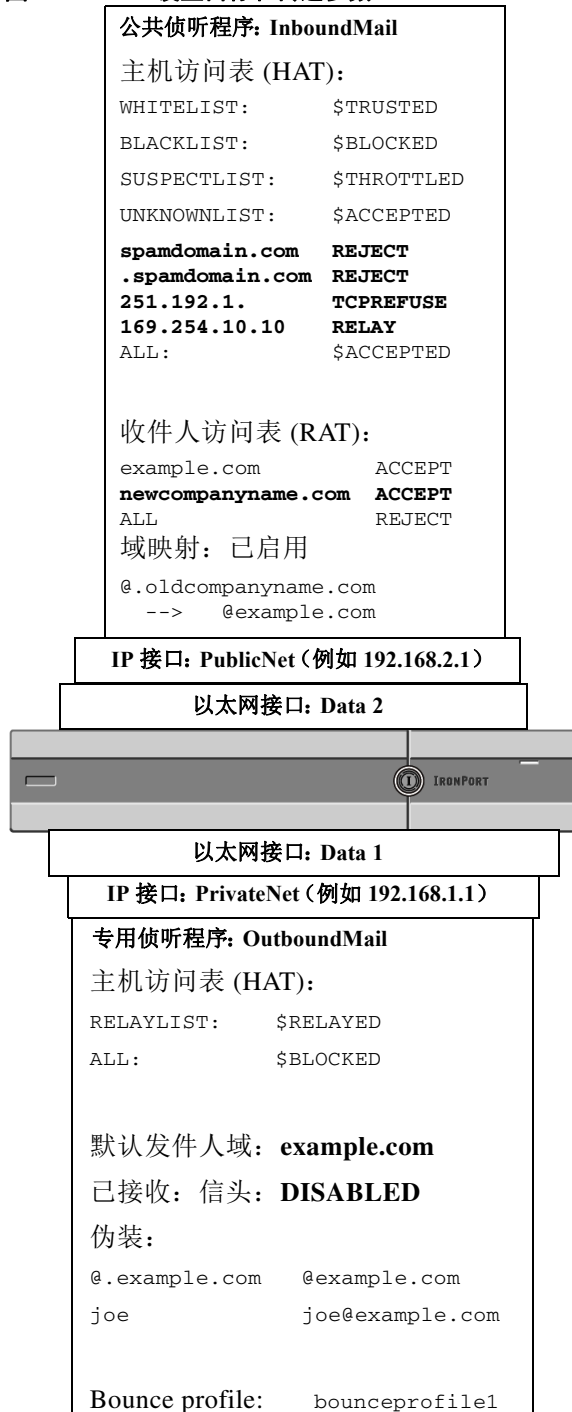 公共侦听程序: InboundMail
主机访问表 (HAT):
WHITELIST: $TRUSTED
BLACKLIST: $BLOCKED
SUSPECTLIST: $THROTTLED
UNKNOWNLIST: $ACCEPTED
spamdomain.com REJECT
.spamdomain.com REJECT
251.192.1. TCPREFUSE
169.254.10.10 RELAY
ALL: $ACCEPTED
收件人访问表 (RAT):
example.com ACCEPT
newcompanyname.com ACCEPT
ALL REJECT
域映射：已启用
@.oldcompanyname.com
--> @example.com
IP 接口: PublicNet（例如 192.168.2.1）
以太网接口: Data 2
IRONPORT
以太网接口: Data 1
IP 接口: PrivateNet（例如 192.168.1.1）
专用侦听程序: OutboundMail
主机访问表 (HAT):
RELAYLIST: $RELAYED
ALL: $BLOCKED
默认发件人域：example.com
已接收：信头：DISABLED
伪装：
@.example.com @example.com
joe joe@example.com
Bounce profile: bounceprofile1